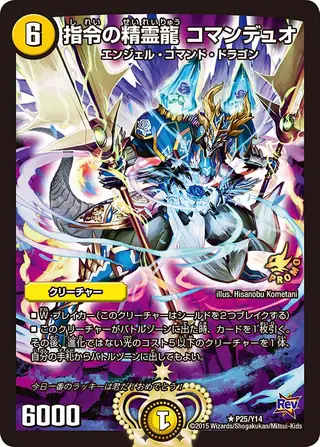 6
しれい せいれいりゅう
指令の精霊龍 コマンデュオ
エンジェル・コマンド・ドラゴン
PROMO
illus. Hisanobu Kometani
クリーチャー
■W・ブレイカー(このクリーチャーはシールドを2つブレイクする)
■このクリーチャーがバトルゾーンに出た時、カードを1枚引く。
その後、進化ではない光のコスト5以下のクリーチャーを1体、
自分の手札からバトルゾーンに出してもよい。
今日一番のラッキーは君だ!おめでとう!
6000
1
Rev
★ P25/Y14
©2015 Wizards/Shogakukan/Mitsui-Kids